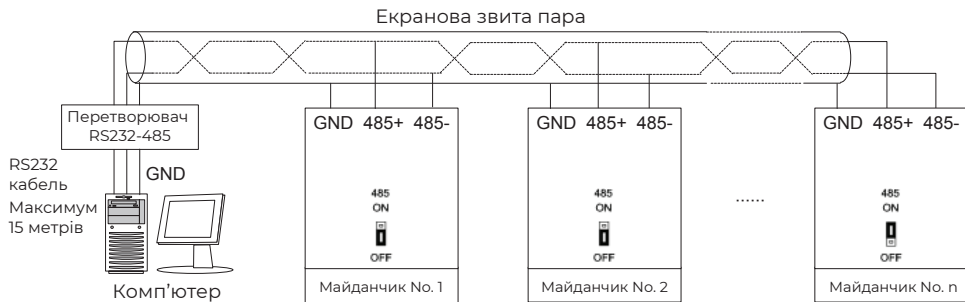 Екранова звита пара
Перетворювач
RS232-485
RS232
кабель
Максимум
15 метрів
GND
Комп'ютер
GND 485+ 485-
485
ON
OFF
Майданчик No. 1
GND 485+ 485-
485
ON
OFF
Майданчик No. 2
......
GND 485+ 485-
485
ON
OFF
Майданчик No. n